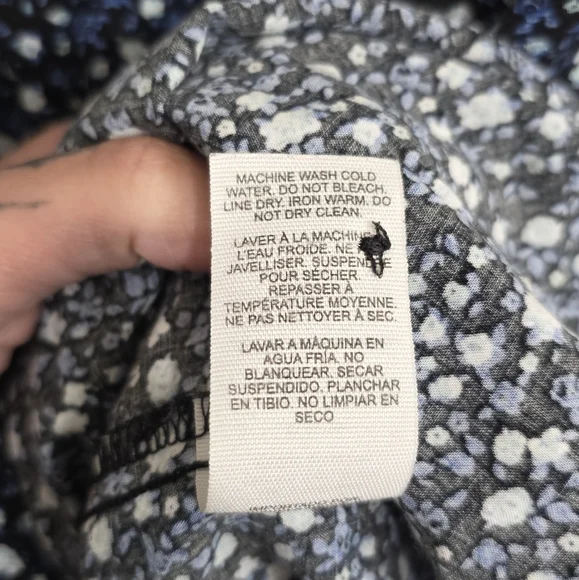 MACHINE WASH COLD
WATER. DO NOT BLEACH.
LINE DRY. IRON WARM. DO
NOT DRY CLEAN.
LAVER À LA MACHINE
L'EAU FROIDE. NE
JAVELLISER. SUSPENDRE
POUR SÉCHER.
REPASSER À
TEMPÉRATURE MOYENNE.
NE PAS NETTOYER À SEC.
LAVAR A MÁQUINA EN
AGUA FRÍA. NO
BLANQUEAR. SECAR
SUSPENDIDO. PLANCHAR
EN TIBIO. NO LIMPIAR EN
SECO